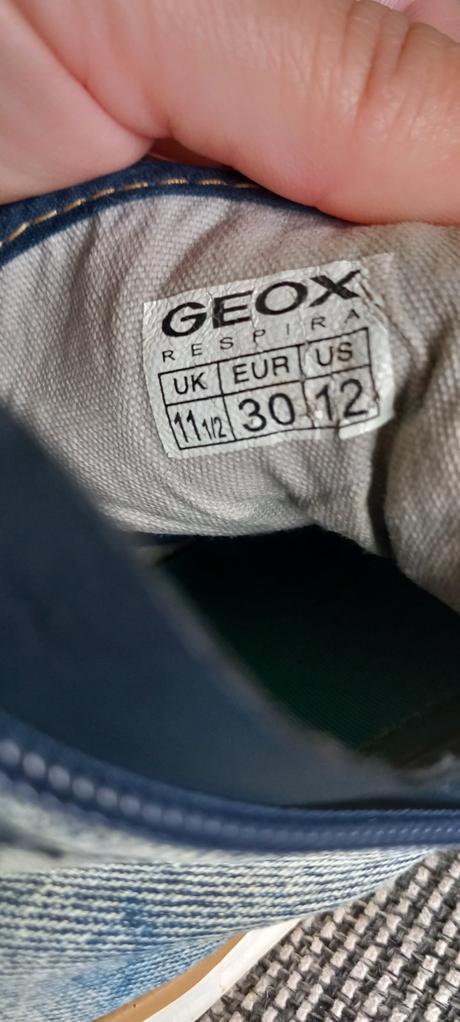 GEOX
RESPIRA
UK EUR US
11 1/2 30 12